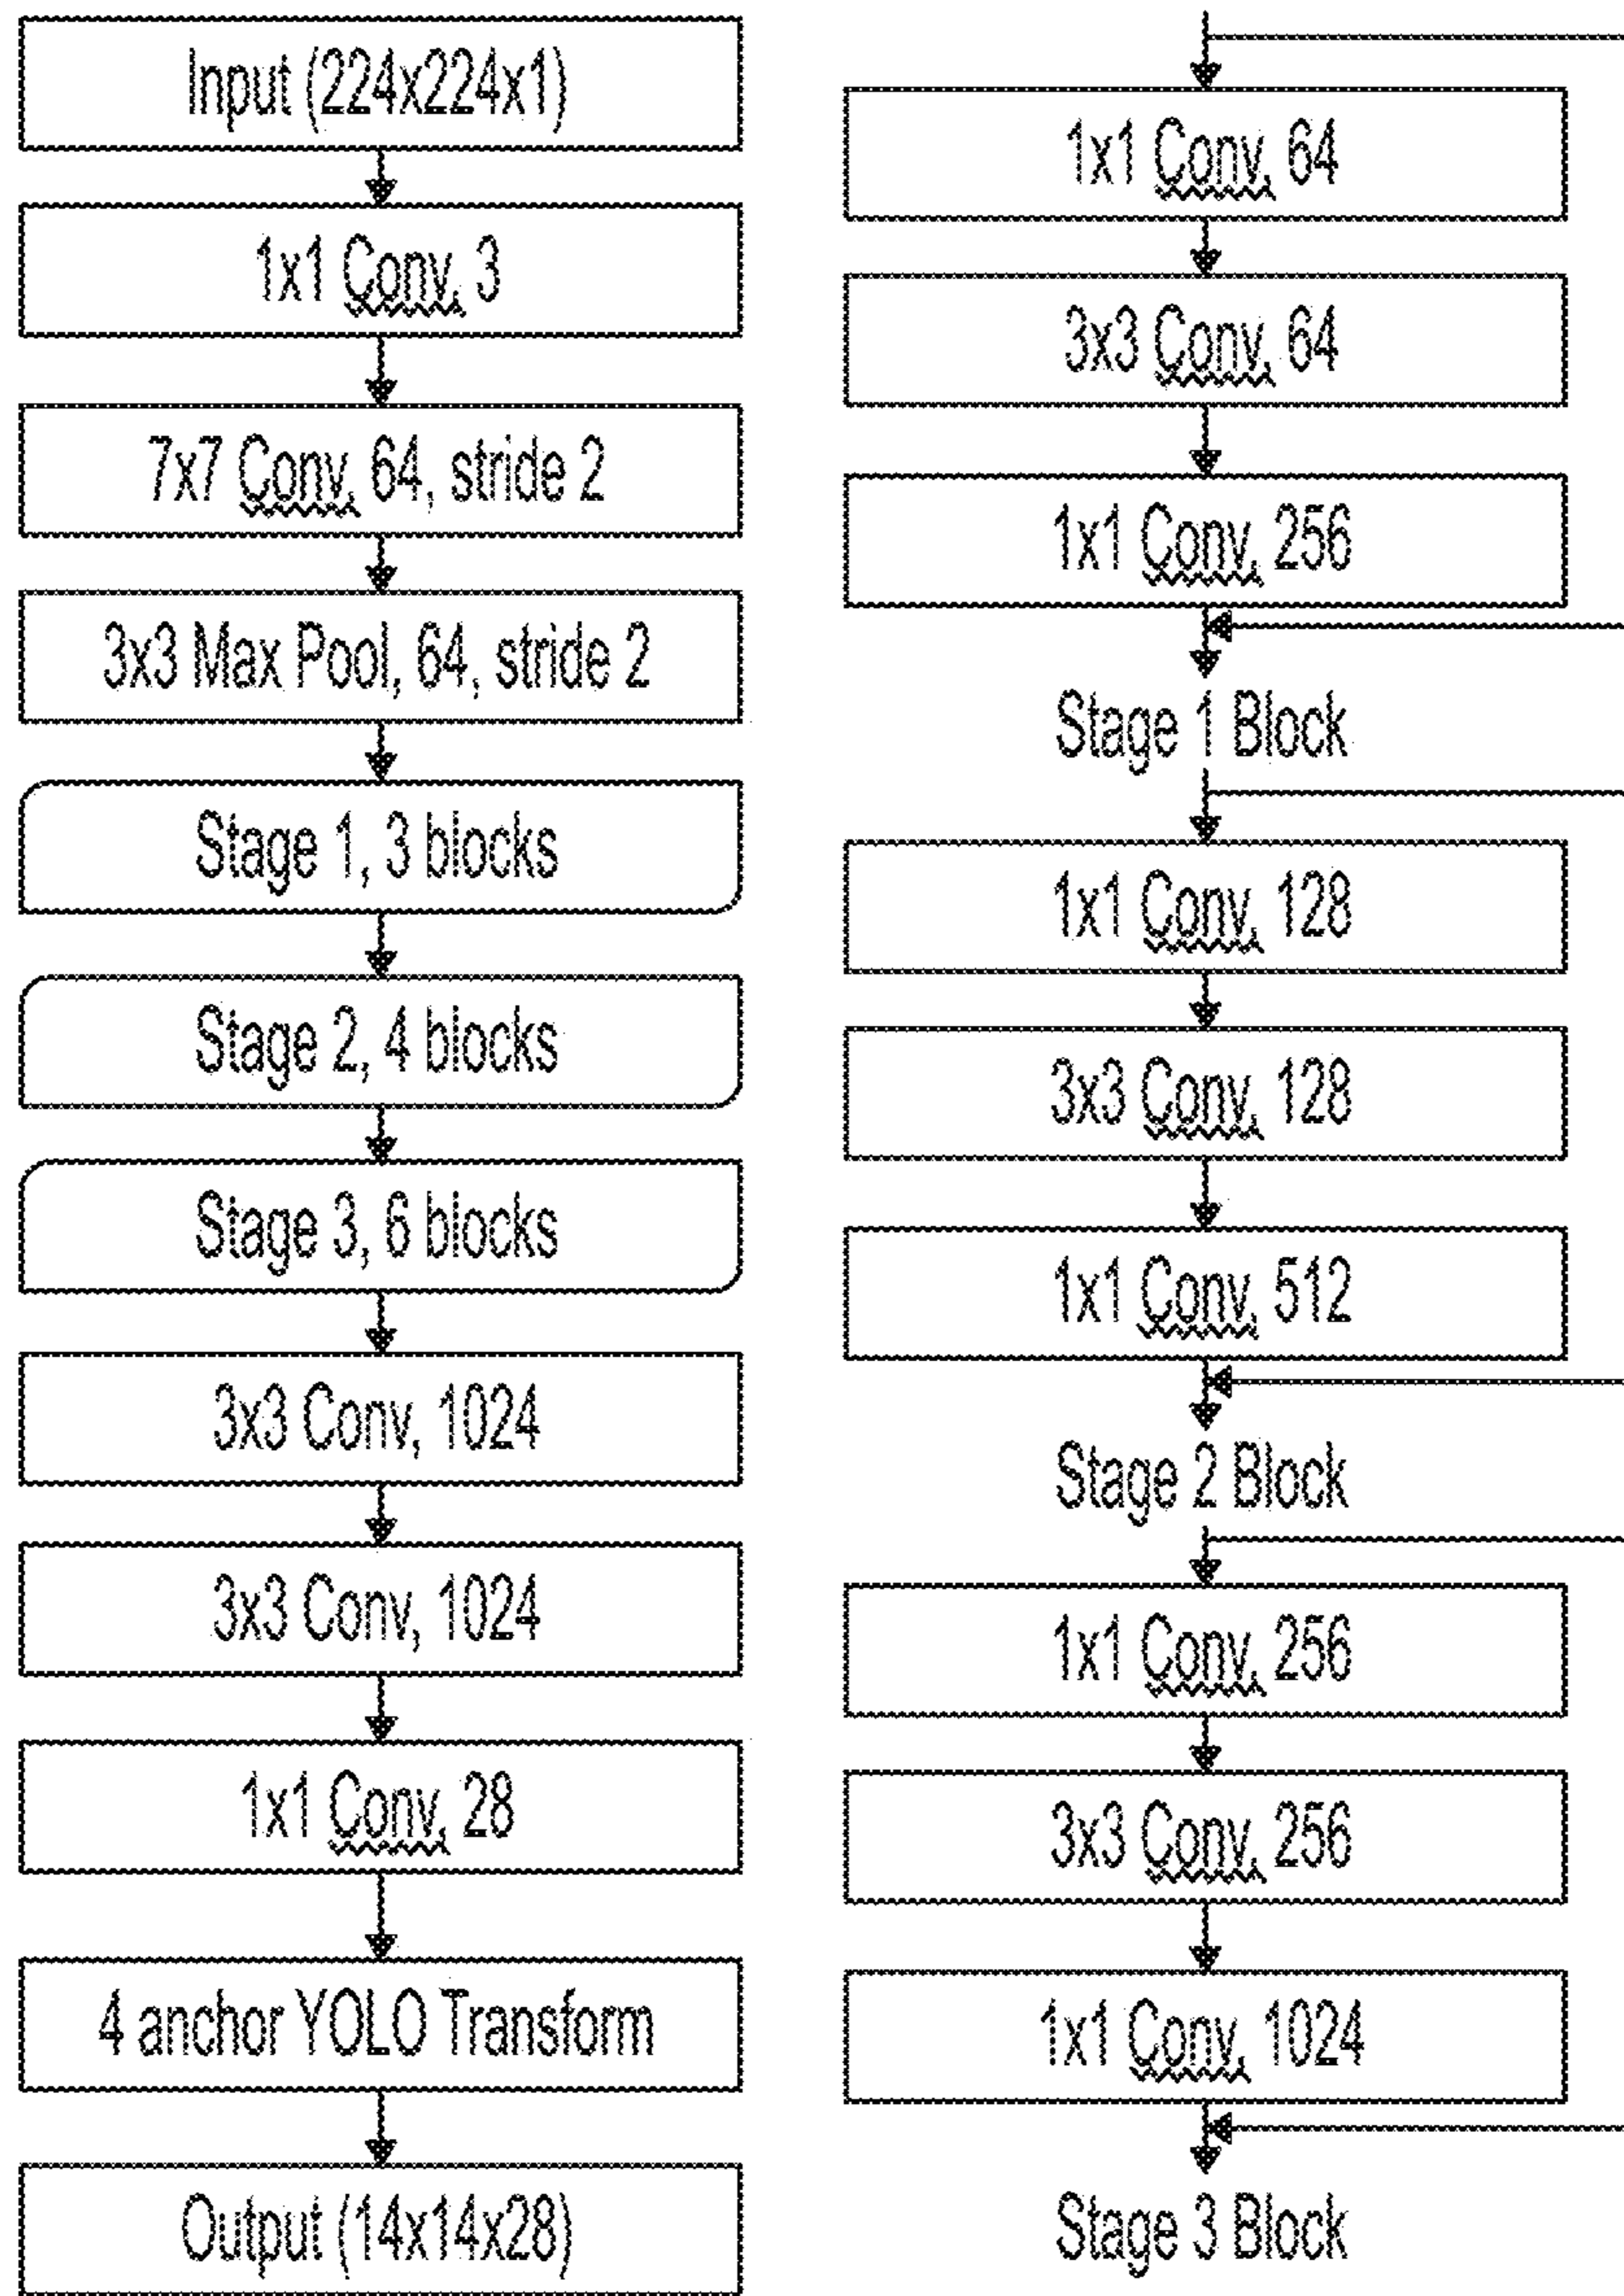 Input (224x224x1)
1x1 Conv, 3
7x7 Conv, 64, stride 2
3x3 Max Pool, 64, stride 2
Stage 1, 3 blocks
Stage 2, 4 blocks
Stage 3, 6 blocks
3x3 Conv, 1024
3x3 Conv, 1024
1x1 Conv, 28
4 anchor YOLO Transform
Output (14x14x28)
1x1 Conv, 64
3x3 Conv, 64
1x1 Conv, 256
Stage 1 Block
1x1 Conv, 128
3x3 Conv, 128
1x1 Conv, 512
Stage 2 Block
1x1 Conv, 256
3x3 Conv, 256
1x1 Conv, 1024
Stage 3 Block